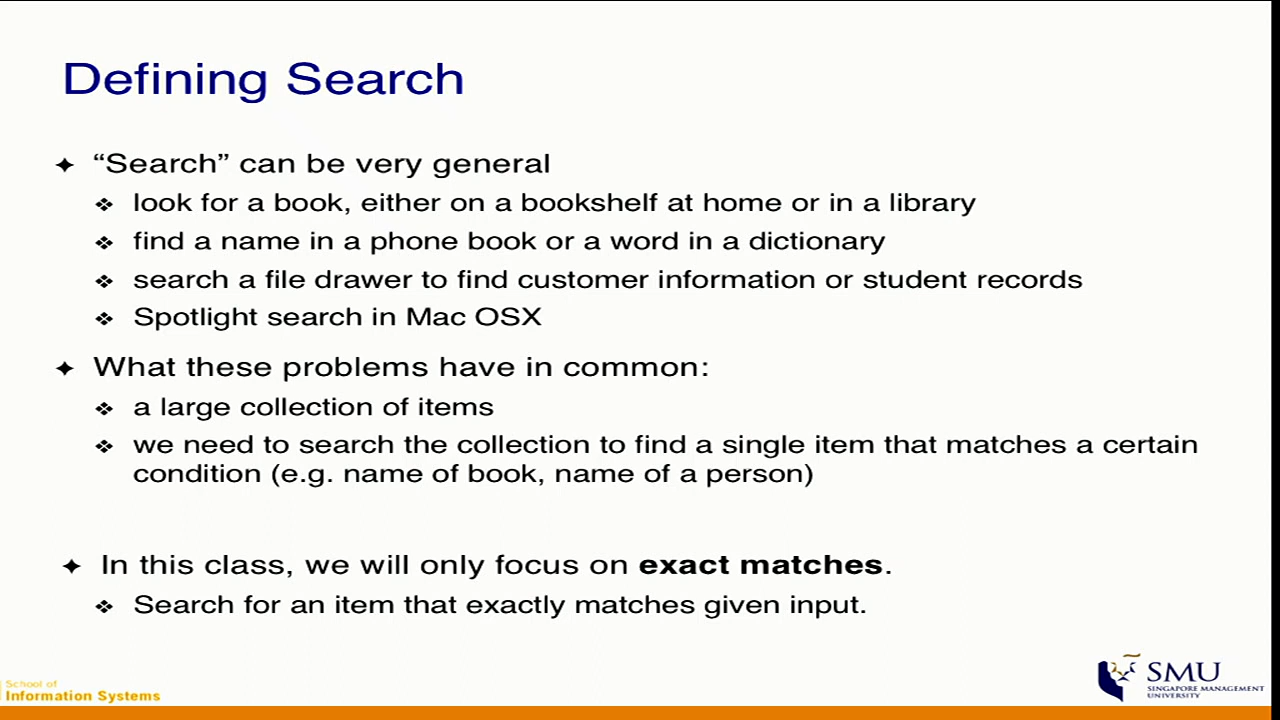 Defining Search
“Search” can be very general
look for a book, either on a bookshelf at home or in a library
find a name in a phone book or a word in a dictionary
search a file drawer to find customer information or student records
Spotlight search in Mac OSX
What these problems have in common:
a large collection of items
we need to search the collection to find a single item that matches a certain
condition (e.g. name of book, name of a person)
In this class, we will only focus on exact matches.
Search for an item that exactly matches given input.
School of
Information Systems
SMU
SINGAPORE MANAGEMENT
UNIVERSITY